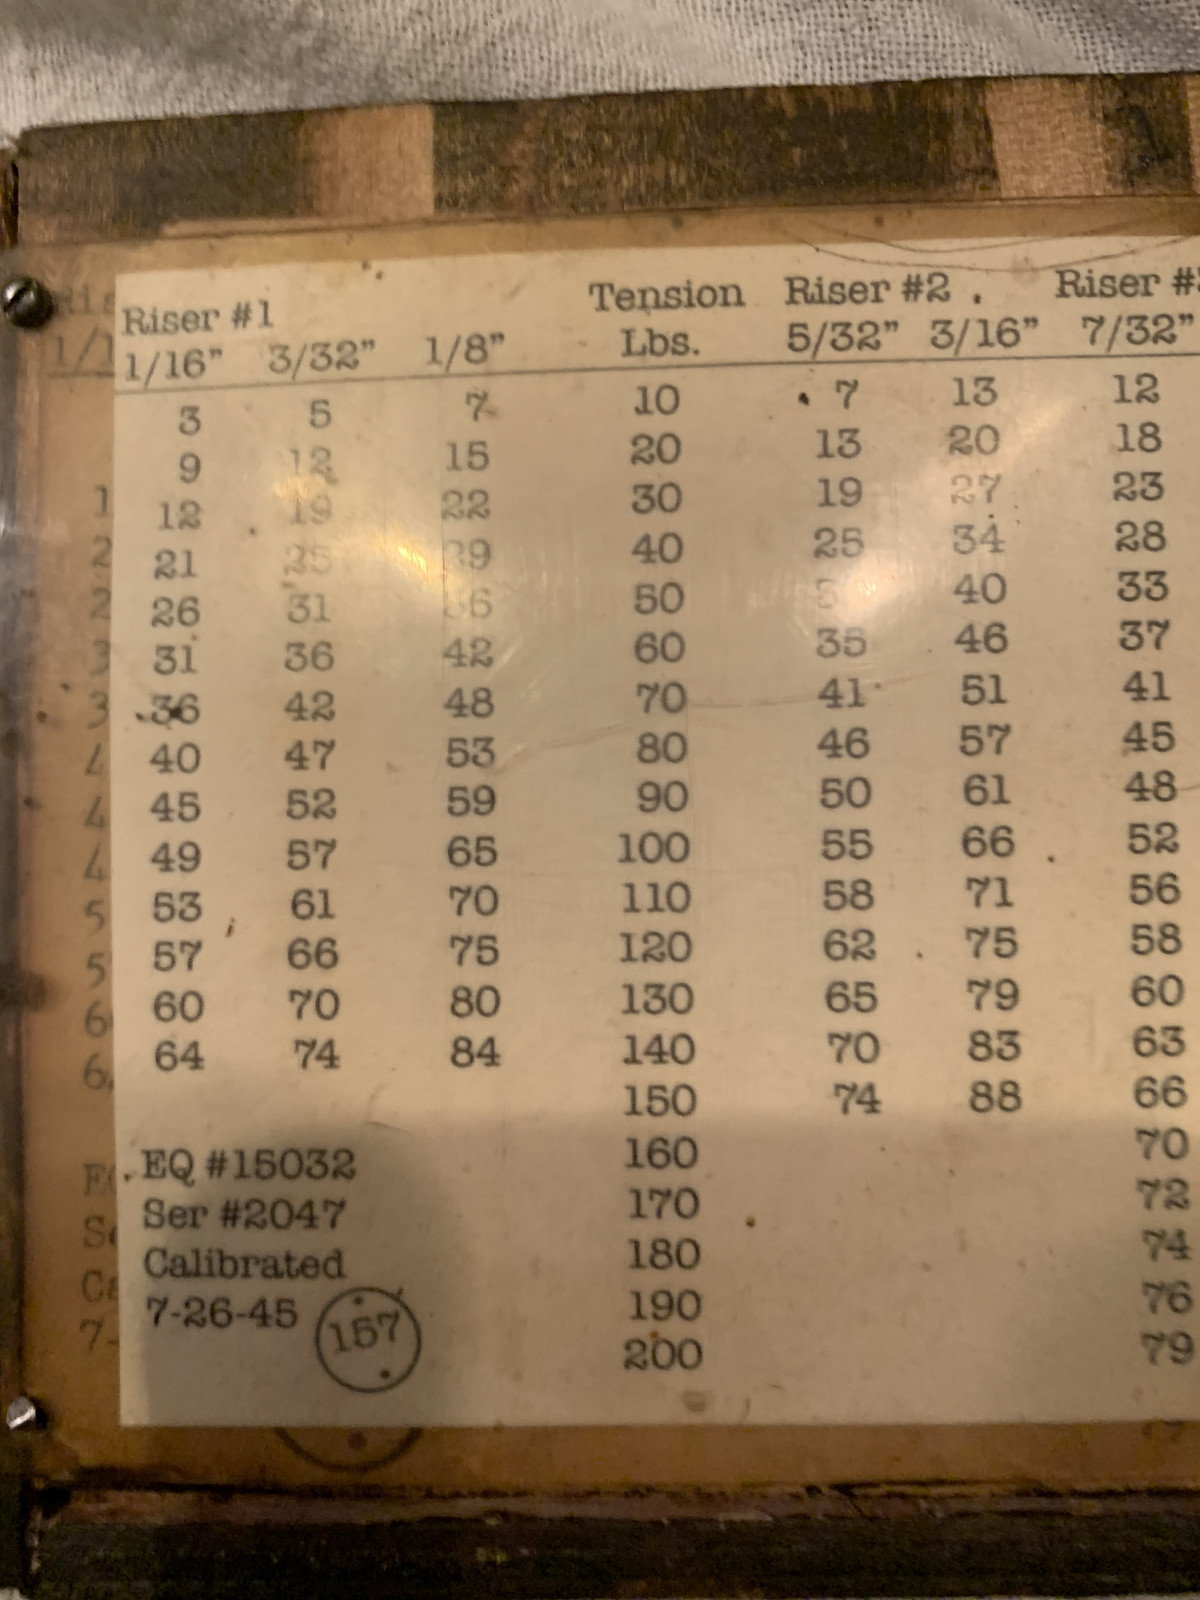 Riser #1 Tension Riser #2 Riser
1/16" 3/32" 1/8" Lbs. 5/32" 3/16" 7/32"
3 5 7 10 7 13 12
9 12 15 20 13 20 18
12 19 22 30 19 27 23
21 25 29 40 25 34 28
26 31 50 40 33
31 36 42 60 35 46 37
36 42 48 70 41 51 41
40 47 53 80 46 57 45
45 52 59 90 50 61 48
49 57 65 100 55 66 52
53 61 70 110 58 71 56
57 66 75 120 62 75 58
60 70 80 130 65 79 60
64 74 84 140 70 83 63
150 74 88 66
160 70
170 72
180 74
190 76
200 79
EQ #15032
Ser #2047
Calibrated
7-26-45
157